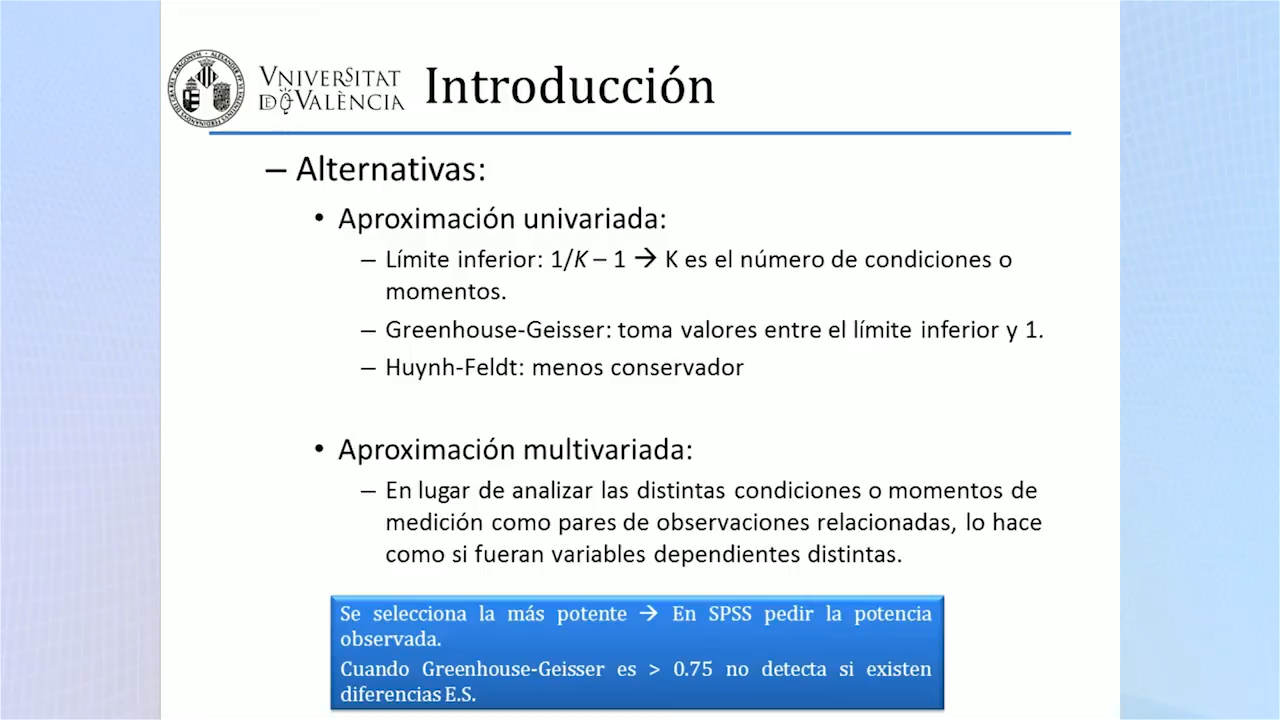 VNIVERSITAT
DE VALÈNCIA
Introducción
– Alternativas:
• Aproximación univariada:
– Límite inferior: 1/K – 1 → K es el número de condiciones o
momentos.
– Greenhouse-Geisser: toma valores entre el límite inferior y 1.
– Huynh-Feldt: menos conservador
• Aproximación multivariada:
– En lugar de analizar las distintas condiciones o momentos de
medición como pares de observaciones relacionadas, lo hace
como si fueran variables dependientes distintas.
Se selecciona la más potente → En SPSS pedir la potencia
observada.
Cuando Greenhouse-Geisser es > 0.75 no detecta si existen
diferencias E.S.